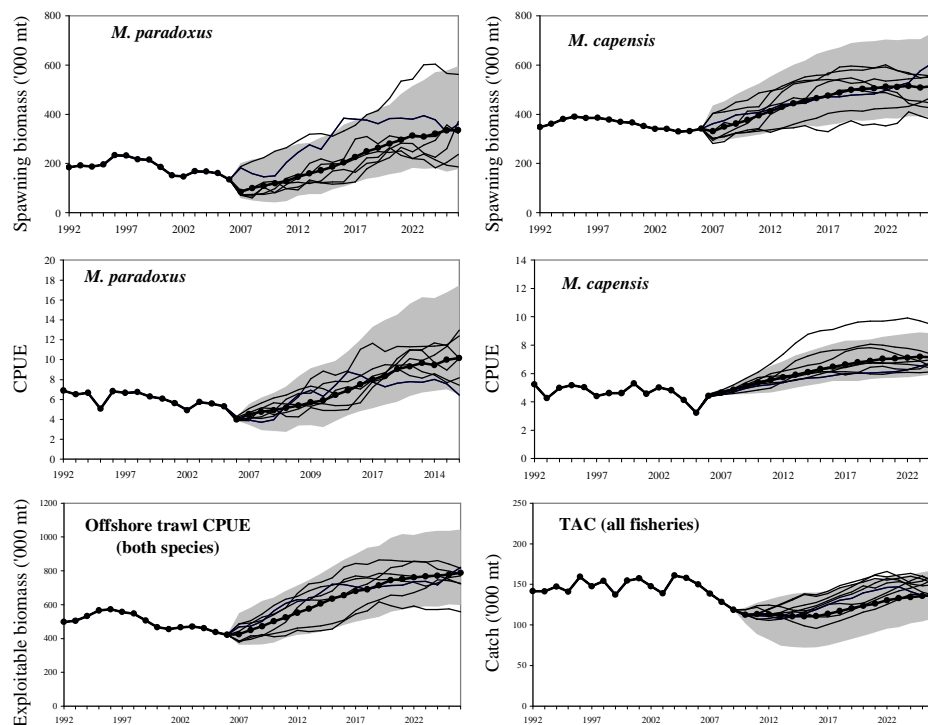 M. paradoxus
Spawning biomass ('000 mt)
800
600
400
200
0
1992 1997 2002 2007 2012 2017 2022
M. capensis
Spawning biomass ('000 mt)
800
600
400
200
0
1992 1997 2002 2007 2012 2017 2022
M. paradoxus
CPUE
20
18
16
14
12
10
8
6
4
2
0
1992 1997 2002 2007 2009 2012 2017 2014
M. capensis
CPUE
14
12
10
8
6
4
2
0
1992 1997 2002 2007 2012 2017 2022
Offshore trawl CPUE
(both species)
Exploitable biomass ('000 mt)
1200
1000
800
600
400
200
0
1992 1997 2002 2007 2012 2017 2022
TAC (all fisheries)
Catch ('000 mt)
250
200
150
100
50
0
1992 1997 2002 2007 2012 2017 2022